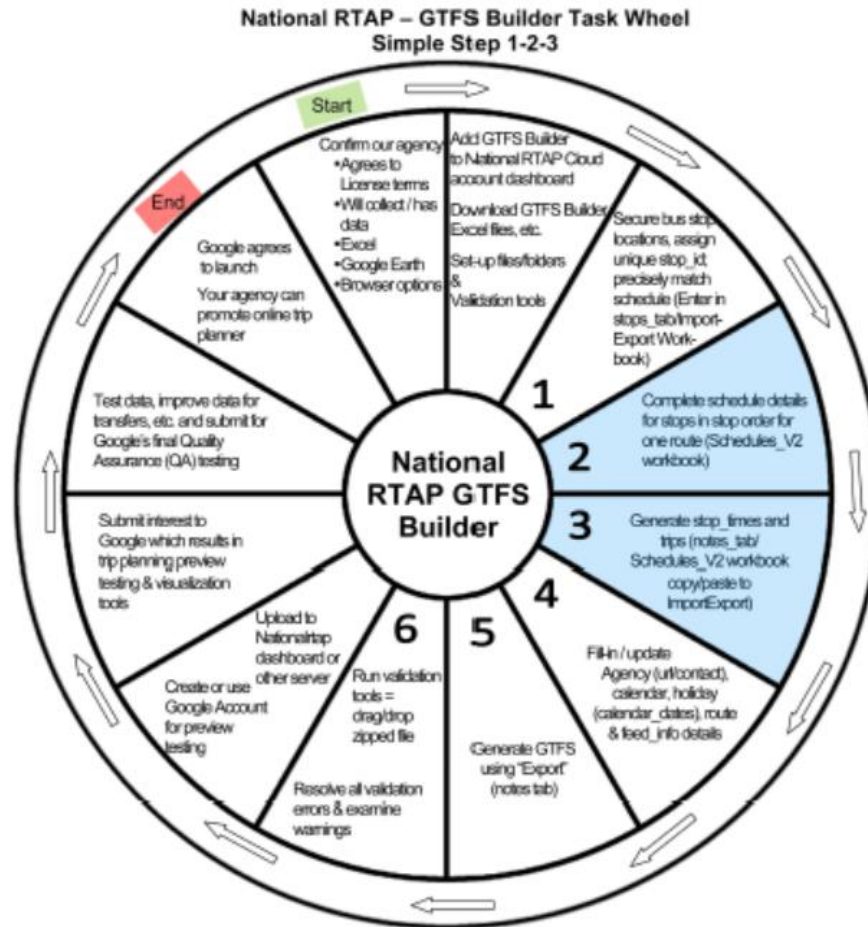 National RTAP – GTFS Builder Task Wheel
Simple Step 1-2-3
Start
Confirm our agency
•Agrees to
License terms
•Will collect / has
data
•Excel
•Google Earth
•Browser options
Add GTFS Builder
to National RTAP Cloud
account dashboard
Download GTFS Builder
Excel files, etc.
Set-up files/folders
&
Validation tools
Secure bus stop
locations, assign
unique stop_id;
precisely match
schedule (Enter in
stops_tab/Import-
Export Work-
book)
1
Complete schedule details
for stops in stop order for
one route (Schedules_V2
workbook)
2
Generate stop_times and
trips (notes_tab/
Schedules_V2 workbook
copy/paste to
ImportExport)
3
Fill-in / update
Agency (url/contact),
calendar, holiday
(calendar_dates), route
& feed_info details
4
Generate GTFS
using "Export"
(notes tab)
5
Run validation
tools =
drag/drop
zipped file
Resolve all validation
errors & examine
warnings
6
Upload to
Nationalrtap
dashboard or
other server
Create or use
Google Account
for preview
testing
Submit interest to
Google which results in
trip planning preview
testing & visualization
tools
Test data, improve data for
transfers, etc. and submit for
Google's final Quality
Assurance (QA) testing
Google agrees
to launch
Your agency can
promote online trip
planner
End
National
RTAP GTFS
Builder